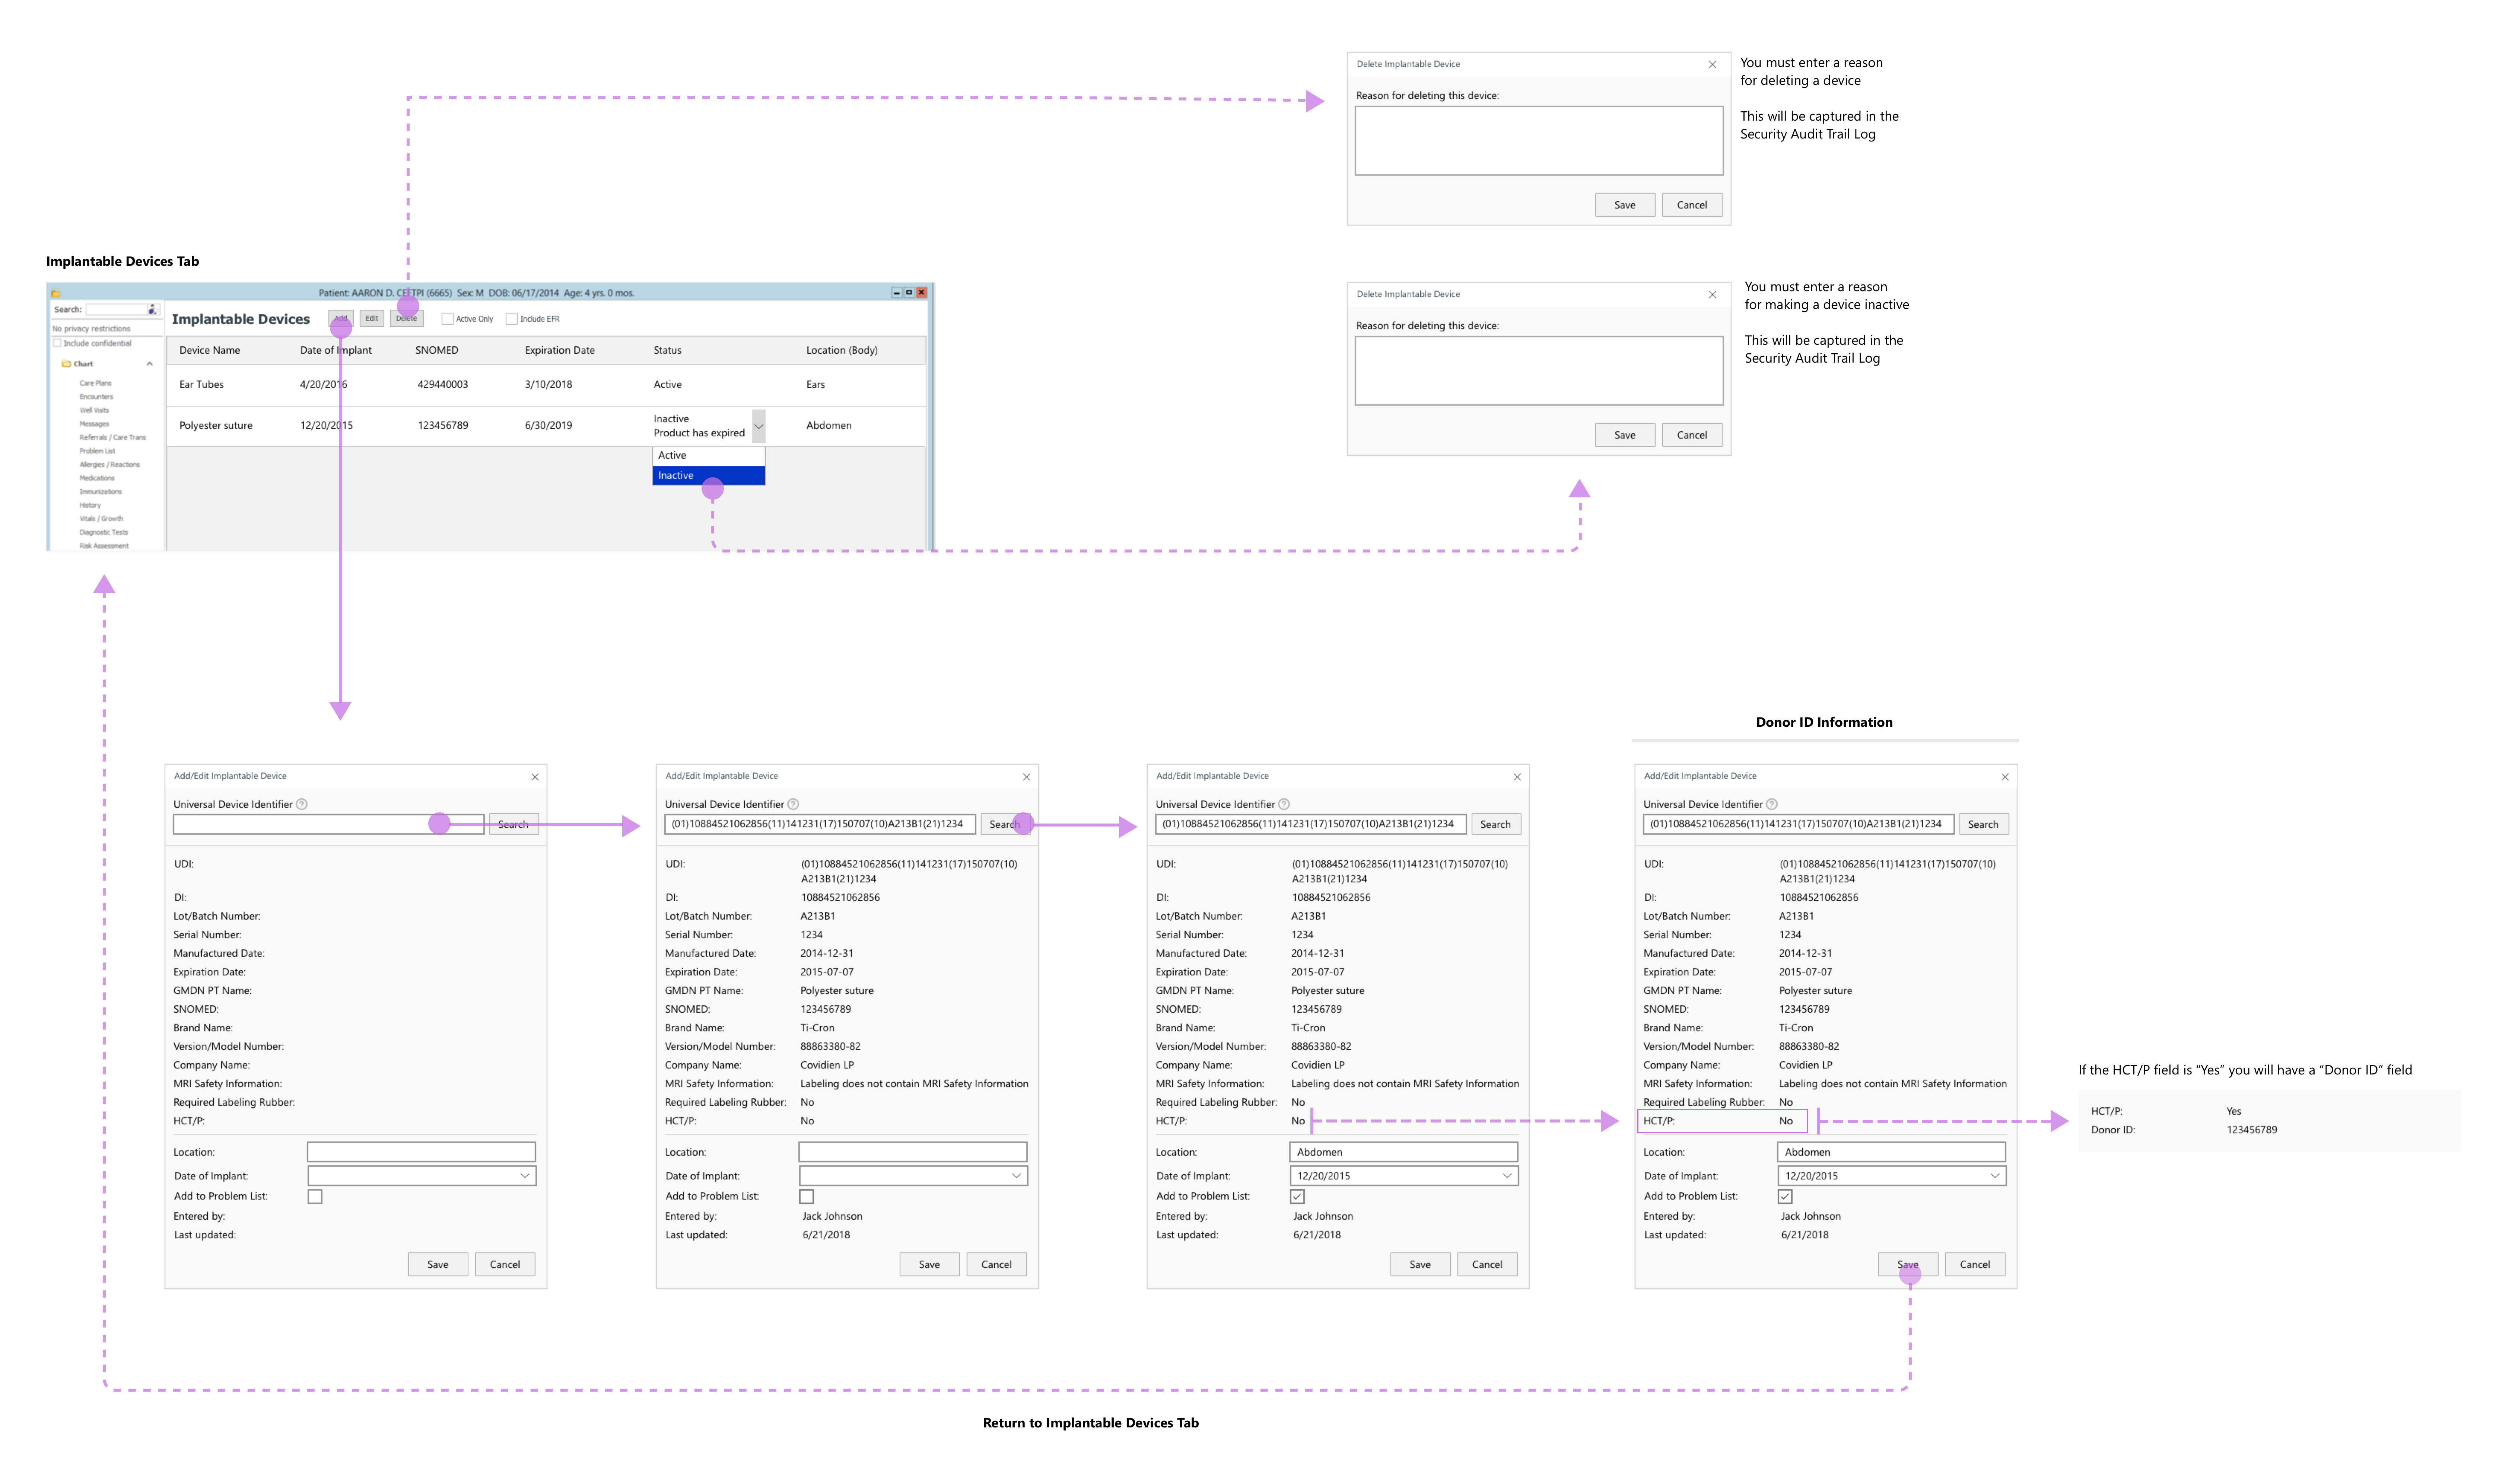 Delete Implantable Device
Reason for deleting this device:
Save Cancel
You must enter a reason
for deleting a device
This will be captured in the
Security Audit Trail Log
Implantable Devices Tab
Patient: AARON D. CEFTPI (6665) Sex: M DOB: 06/17/2014 Age: 4 yrs. 0 mos.
Search:
No privacy restrictions
Include confidential
Chart
Care Plans
Encounters
Well Visits
Messages
Referrals / Care Trans
Problem List
Allergies / Reactions
Medications
Immunizations
History
Vitals / Growth
Diagnostic Tests
Risk Assessment
Implantable Devices Add Edit Delete Active Only Include EFR
Device Name Date of Implant SNOMED Expiration Date Status Location (Body)
Ear Tubes 4/20/2016 429440003 3/10/2018 Active Ears
Polyester suture 12/20/2015 123456789 6/30/2019 Inactive Abdomen
Product has expired
Active
Inactive
Delete Implantable Device
Reason for deleting this device:
Save Cancel
You must enter a reason
for making a device inactive
This will be captured in the
Security Audit Trail Log
Add/Edit Implantable Device
Universal Device Identifier ?
Search
UDI:
DI:
Lot/Batch Number:
Serial Number:
Manufactured Date:
Expiration Date:
GMDN PT Name:
SNOMED:
Brand Name:
Version/Model Number:
Company Name:
MRI Safety Information:
Required Labeling Rubber:
HCT/P:
Location:
Date of Implant:
Add to Problem List:
Entered by:
Last updated:
Save Cancel
Add/Edit Implantable Device
Universal Device Identifier ?
(01)10884521062856(11)141231(17)150707(10)A213B1(21)1234 Search
UDI: (01)10884521062856(11)141231(17)150707(10)
A213B1(21)1234
DI: 10884521062856
Lot/Batch Number: A213B1
Serial Number: 1234
Manufactured Date: 2014-12-31
Expiration Date: 2015-07-07
GMDN PT Name: Polyester suture
SNOMED: 123456789
Brand Name: Ti-Cron
Version/Model Number: 88863380-82
Company Name: Covidien LP
MRI Safety Information: Labeling does not contain MRI Safety Information
Required Labeling Rubber: No
HCT/P: No
Location:
Date of Implant:
Add to Problem List:
Entered by: Jack Johnson
Last updated: 6/21/2018
Save Cancel
Add/Edit Implantable Device
Universal Device Identifier ?
(01)10884521062856(11)141231(17)150707(10)A213B1(21)1234 Search
UDI: (01)10884521062856(11)141231(17)150707(10)
A213B1(21)1234
DI: 10884521062856
Lot/Batch Number: A213B1
Serial Number: 1234
Manufactured Date: 2014-12-31
Expiration Date: 2015-07-07
GMDN PT Name: Polyester suture
SNOMED: 123456789
Brand Name: Ti-Cron
Version/Model Number: 88863380-82
Company Name: Covidien LP
MRI Safety Information: Labeling does not contain MRI Safety Information
Required Labeling Rubber: No
HCT/P: No
Location: Abdomen
Date of Implant: 12/20/2015
Add to Problem List:
Entered by: Jack Johnson
Last updated: 6/21/2018
Save Cancel
Donor ID Information
Add/Edit Implantable Device
Universal Device Identifier ?
(01)10884521062856(11)141231(17)150707(10)A213B1(21)1234 Search
UDI: (01)10884521062856(11)141231(17)150707(10)
A213B1(21)1234
DI: 10884521062856
Lot/Batch Number: A213B1
Serial Number: 1234
Manufactured Date: 2014-12-31
Expiration Date: 2015-07-07
GMDN PT Name: Polyester suture
SNOMED: 123456789
Brand Name: Ti-Cron
Version/Model Number: 88863380-82
Company Name: Covidien LP
MRI Safety Information: Labeling does not contain MRI Safety Information
Required Labeling Rubber: No
HCT/P: No
Location: Abdomen
Date of Implant: 12/20/2015
Add to Problem List:
Entered by: Jack Johnson
Last updated: 6/21/2018
Save Cancel
If the HCT/P field is “Yes” you will have a “Donor ID” field
HCT/P: Yes
Donor ID: 123456789
Return to Implantable Devices Tab